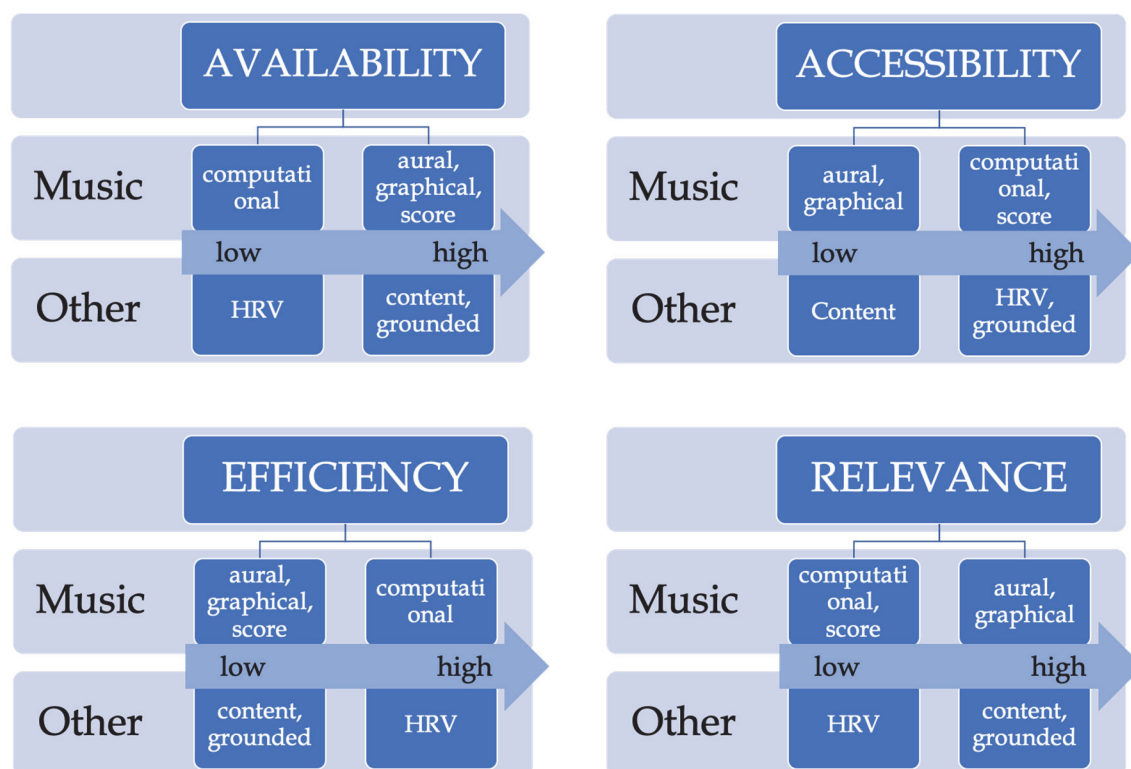 AVAILABILITY
Music
computati
onal
aural,
graphical,
score
low
high
Other
HRV
content,
grounded
ACCESSIBILITY
Music
aural,
graphical
computati
onal,
score
low
high
Other
Content
HRV,
grounded
EFFICIENCY
Music
aural,
graphical,
score
computati
onal
low
high
Other
content,
grounded
HRV
RELEVANCE
Music
computati
onal,
score
aural,
graphical
low
high
Other
HRV
content,
grounded